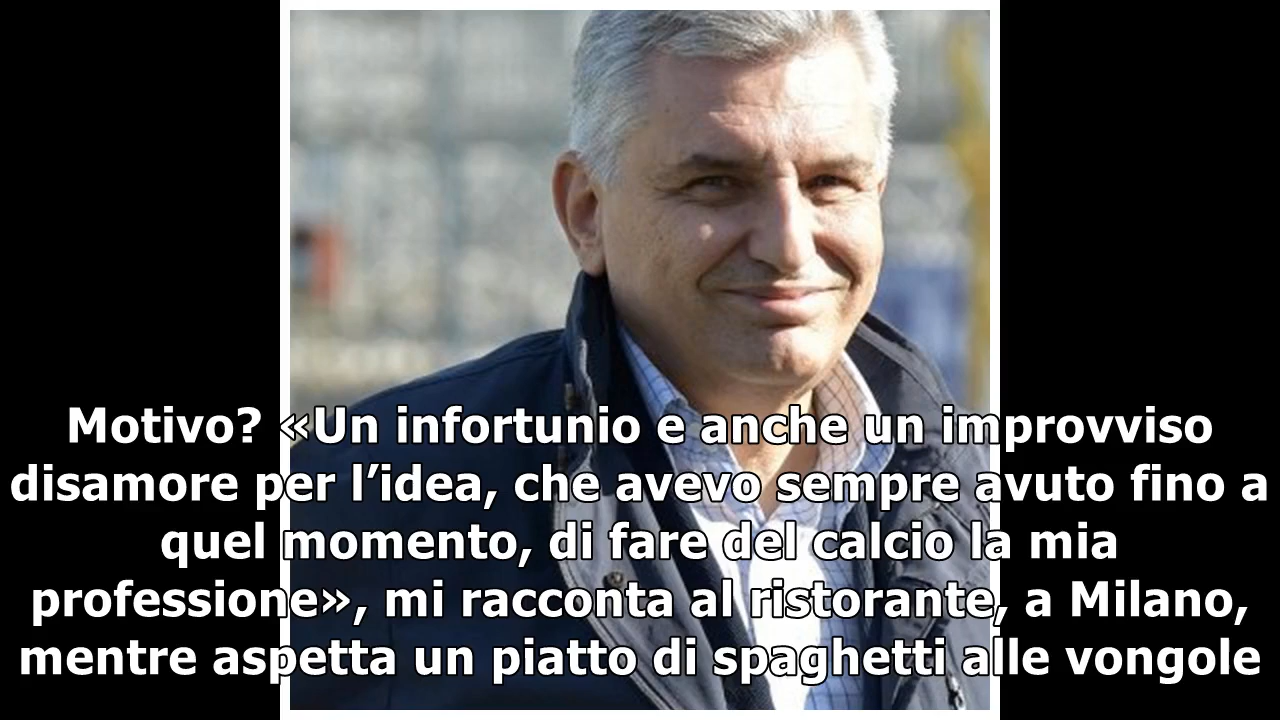 Motivo? «Un infortunio e anche un improvviso
disamore per l’idea, che avevo sempre avuto fino a
quel momento, di fare del calcio la mia
professione», mi racconta al ristorante, a Milano,
mentre aspetta un piatto di spaghetti alle vongole